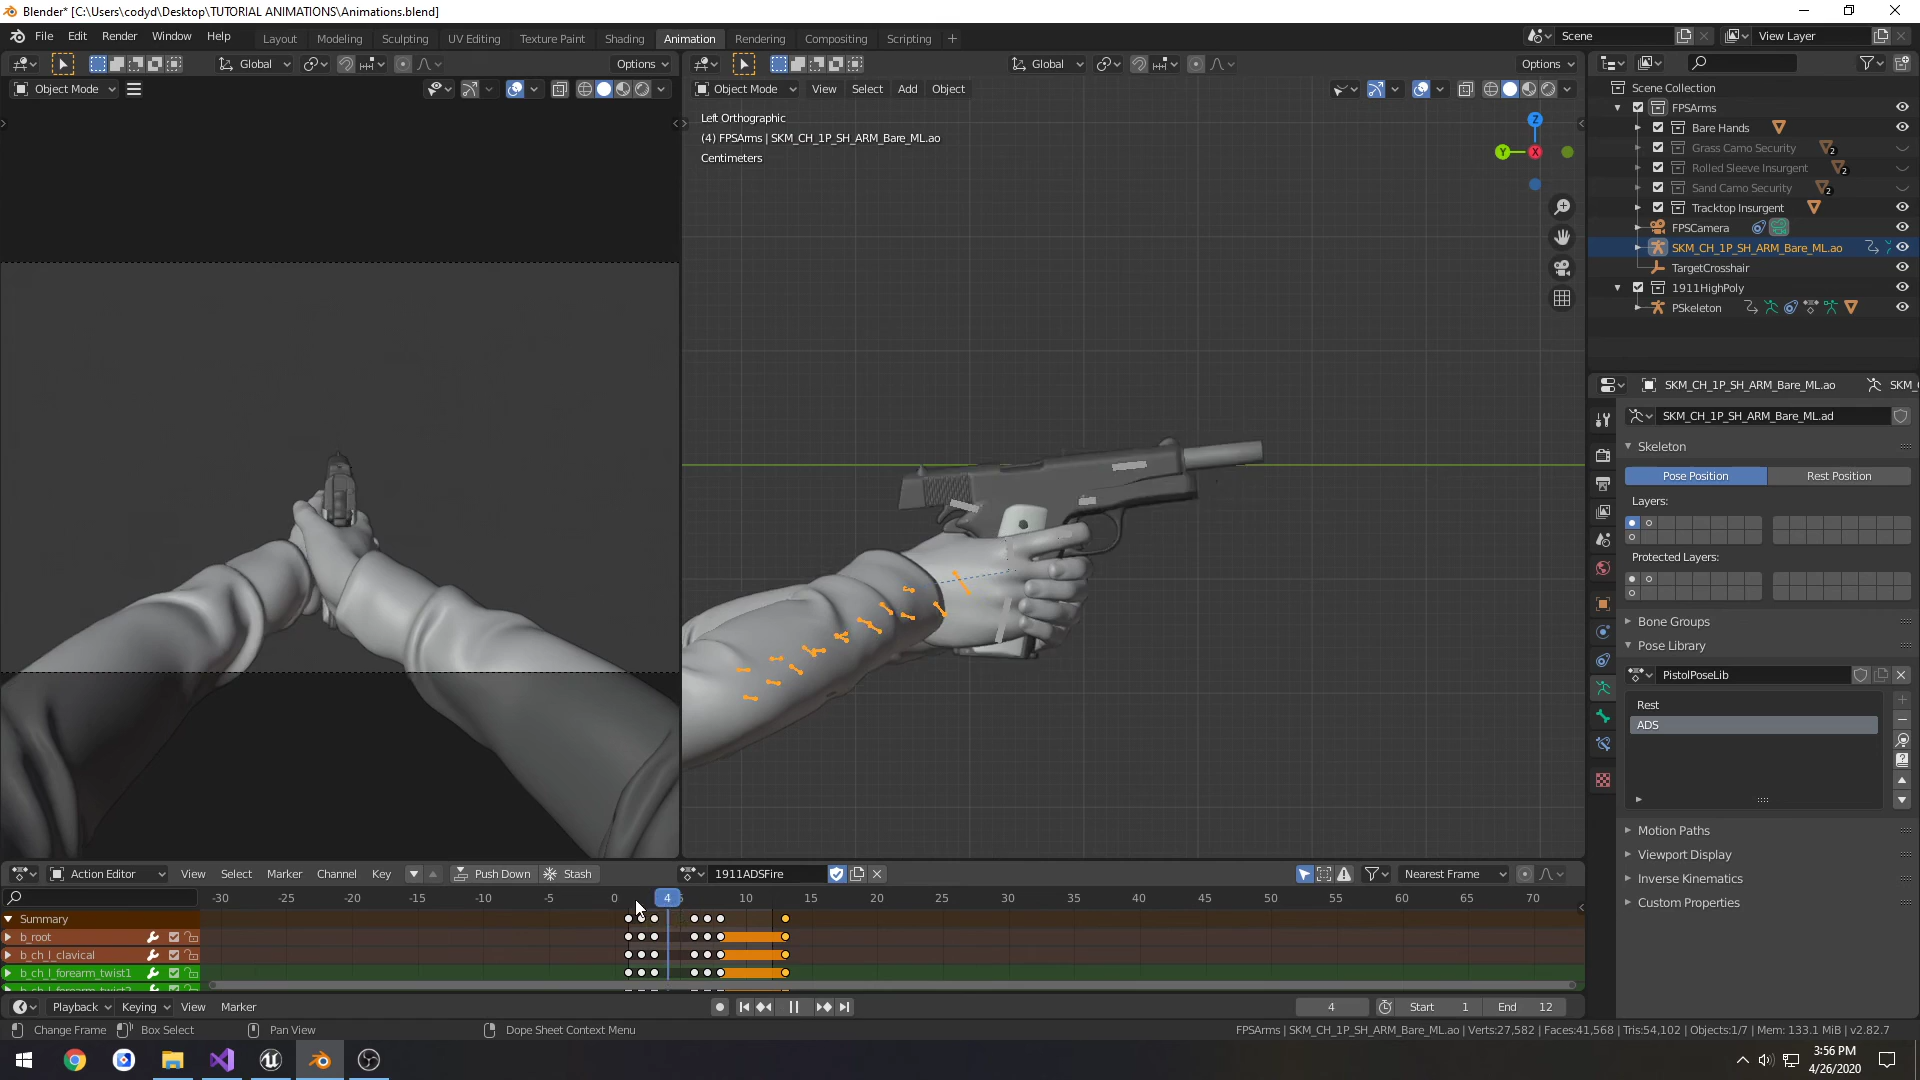 Blender* [C:\Users\codyd\Desktop\TUTORIAL ANIMATIONS\Animations.blend]
File Edit Render Window Help
Layout Modeling Sculpting UV Editing Texture Paint Shading Animation Rendering Compositing Scripting +
Scene View Layer
Global Options
Global Options
Object Mode
Object Mode View Select Add Object
Left Orthographic
(4) FPSArms | SKM_CH_1P_SH_ARM_Bare_ML.ao
Centimeters
Z
Y X
Scene Collection
FPSArms
Bare Hands
Grass Camo Security 2
Rolled Sleeve Insurgent 2
Sand Camo Security 2
Tracktop Insurgent
FPSCamera
SKM_CH_1P_SH_ARM_Bare_ML.ao
TargetCrosshair
1911HighPoly
PSkeleton
SKM_CH_1P_SH_ARM_Bare_ML.ao SKM_
SKM_CH_1P_SH_ARM_Bare_ML.ad
Skeleton
Pose Position Rest Position
Layers:
Protected Layers:
Bone Groups
Pose Library
PistolPoseLib
Rest
ADS
Motion Paths
Viewport Display
Inverse Kinematics
Custom Properties
Action Editor View Select Marker Channel Key Push Down Stash 1911ADSFire Nearest Frame
-30 -25 -20 -15 -10 -5 0 4 10 15 20 25 30 35 40 45 50 55 60 65 70
Summary
b_root
b_ch_l_clavical
b_ch_l_forearm_twist1
Playback Keying View Marker 4 Start 1 End 12
Change Frame Box Select Pan View Dope Sheet Context Menu FPSArms | SKM_CH_1P_SH_ARM_Bare_ML.ao | Verts:27,582 | Faces:41,568 | Tris:54,102 | Objects:1/7 | Mem: 133.1 MiB | v2.82.7
3:56 PM
4/26/2020